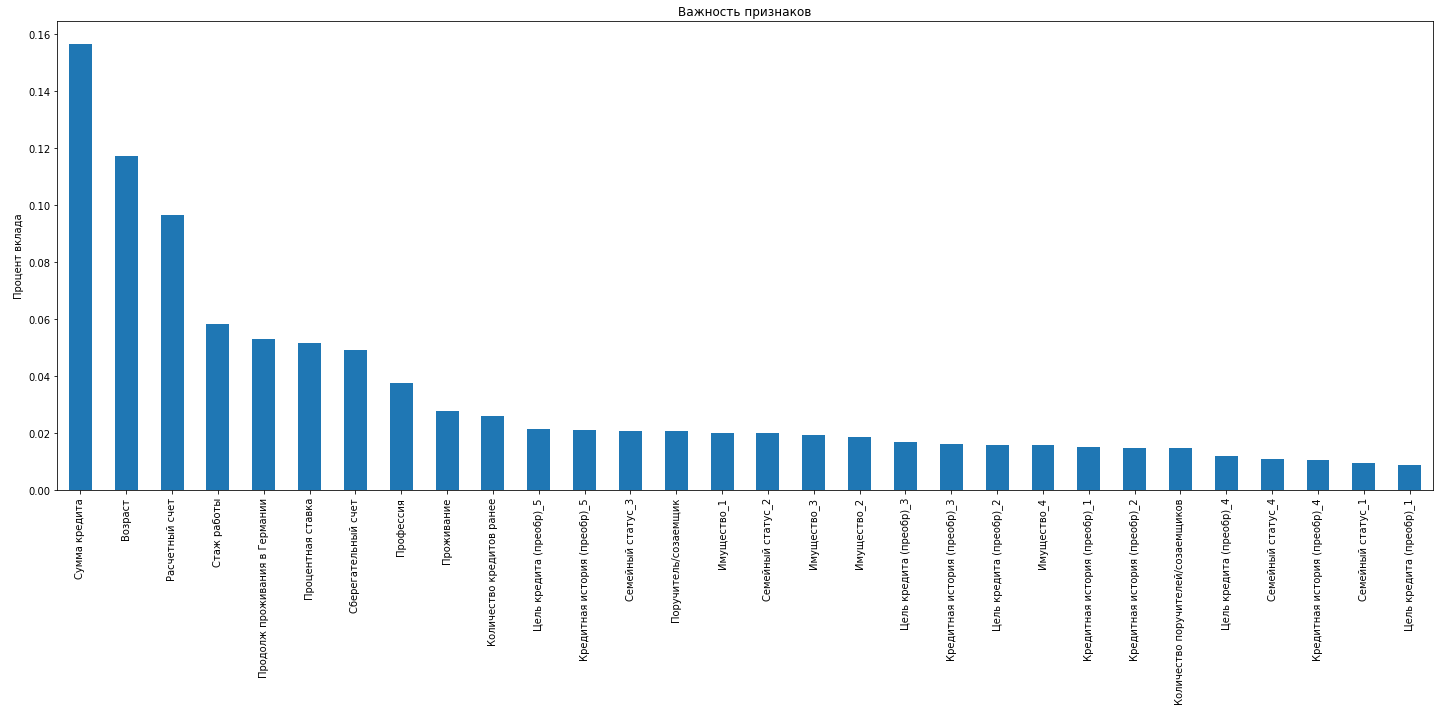 Важность признаков
Процент вклада
0.16
0.14
0.12
0.10
0.08
0.06
0.04
0.02
0.00
Сумма кредита
Возраст
Расчетный счет
Стаж работы
Продолж проживания в Германии
Процентная ставка
Сберегательный счет
Профессия
Проживание
Количество кредитов ранее
Цель кредита (преобр)_5
Кредитная история (преобр)_5
Семейный статус_3
Поручитель/созаемщик
Имущество_1
Семейный статус_2
Имущество_3
Имущество_2
Цель кредита (преобр)_3
Кредитная история (преобр)_3
Цель кредита (преобр)_2
Имущество_4
Кредитная история (преобр)_1
Кредитная история (преобр)_2
Количество поручителей/созаемщиков
Цель кредита (преобр)_4
Семейный статус_4
Кредитная история (преобр)_4
Семейный статус_1
Цель кредита (преобр)_1